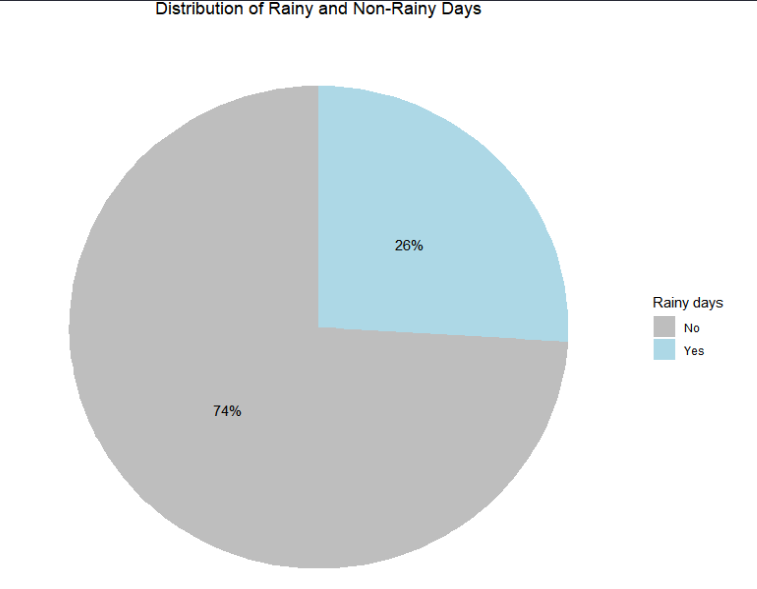 Distribution of Rainy and Non-Rainy Days
26%
74%
Rainy days
No
Yes